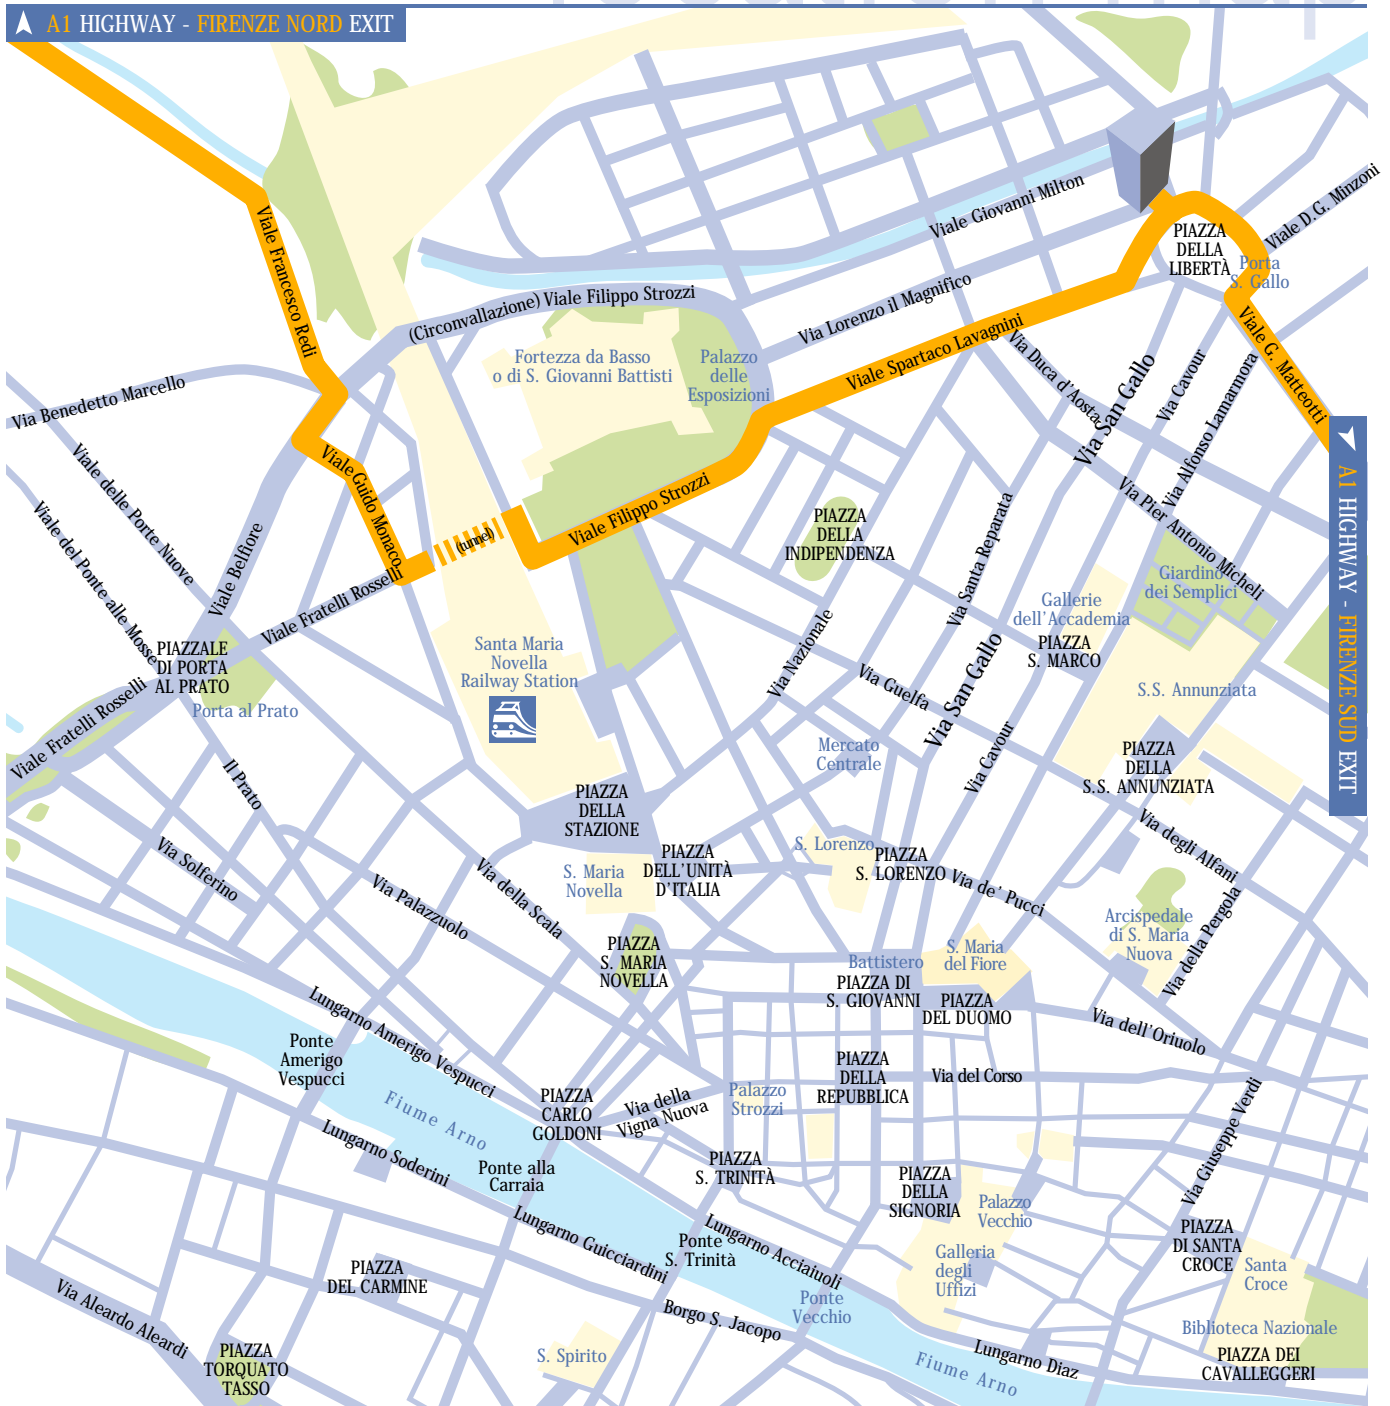 A1 HIGHWAY - FIRENZE NORD EXIT
Viale Francesco Redi
Viale Giovanni Milton
Viale D.G. Minzoni
PIAZZA
DELLA
LIBERTÀ
Porta
S. Gallo
(Circonvallazione) Viale Filippo Strozzi
Via Lorenzo il Magnifico
Viale Spartaco Lavagnini
Viale G. Matteotti
Fortezza da Basso
o di S. Giovanni Battisti
Palazzo
delle
Esposizioni
Via Duca d'Aosta
Via San Gallo
Via Cavour
Via Alfonso Lamarmora
Via Benedetto Marcello
Viale delle Porte Nuove
Viale del Ponte alle Mosse
Viale Guido Monaco
Viale Belfiore
(tunnel)
Viale Filippo Strozzi
A1 HIGHWAY - FIRENZE SUD EXIT
PIAZZA
DELLA
INDIPENDENZA
Via Santa Reparata
Via Pier Antonio Micheli
Giardino
dei Semplici
Gallerie
dell'Accademia
PIAZZA
S. MARCO
Viale Fratelli Rosselli
PIAZZALE
DI PORTA
AL PRATO
Porta al Prato
Viale Fratelli Rosselli
Santa Maria
Novella
Railway Station
Via Nazionale
Via Guelfa
Via San Gallo
S.S. Annunziata
Mercato
Centrale
Via Cavour
PIAZZA
DELLA
S.S. ANNUNZIATA
Il Prato
PIAZZA
DELLA
STAZIONE
Via Solferino
Via Palazzuolo
Via della Scala
S. Maria
Novella
PIAZZA
DELL'UNITÀ
D'ITALIA
S. Lorenzo
PIAZZA
S. LORENZO
Via de' Pucci
Via degli Alfani
Arcispedale
di S. Maria
Nuova
Via della Pergola
PIAZZA
S. MARIA
NOVELLA
Battistero
S. Maria
del Fiore
PIAZZA DI
S. GIOVANNI
PIAZZA
DEL DUOMO
Via dell'Oriuolo
Lungarno Amerigo Vespucci
Ponte
Amerigo
Vespucci
Fiume Arno
PIAZZA
CARLO
GOLDONI
Via della
Vigna Nuova
Palazzo
Strozzi
PIAZZA
DELLA
REPUBBLICA
Via del Corso
Via Giuseppe Verdi
Lungarno Soderini
Ponte alla
Carraia
PIAZZA
S. TRINITÀ
PIAZZA
DELLA
SIGNORIA
Palazzo
Vecchio
Lungarno Guicciardini
Ponte
S. Trinità
Lungarno Acciaiuoli
Galleria
degli
Uffizi
PIAZZA
DI SANTA
CROCE
Santa
Croce
PIAZZA
DEL CARMINE
Via Aleardo Aleardi
Ponte
Vecchio
Borgo S. Jacopo
Biblioteca Nazionale
PIAZZA
TORQUATO
TASSO
S. Spirito
Fiume Arno
Lungarno Diaz
PIAZZA DEI
CAVALLEGGERI